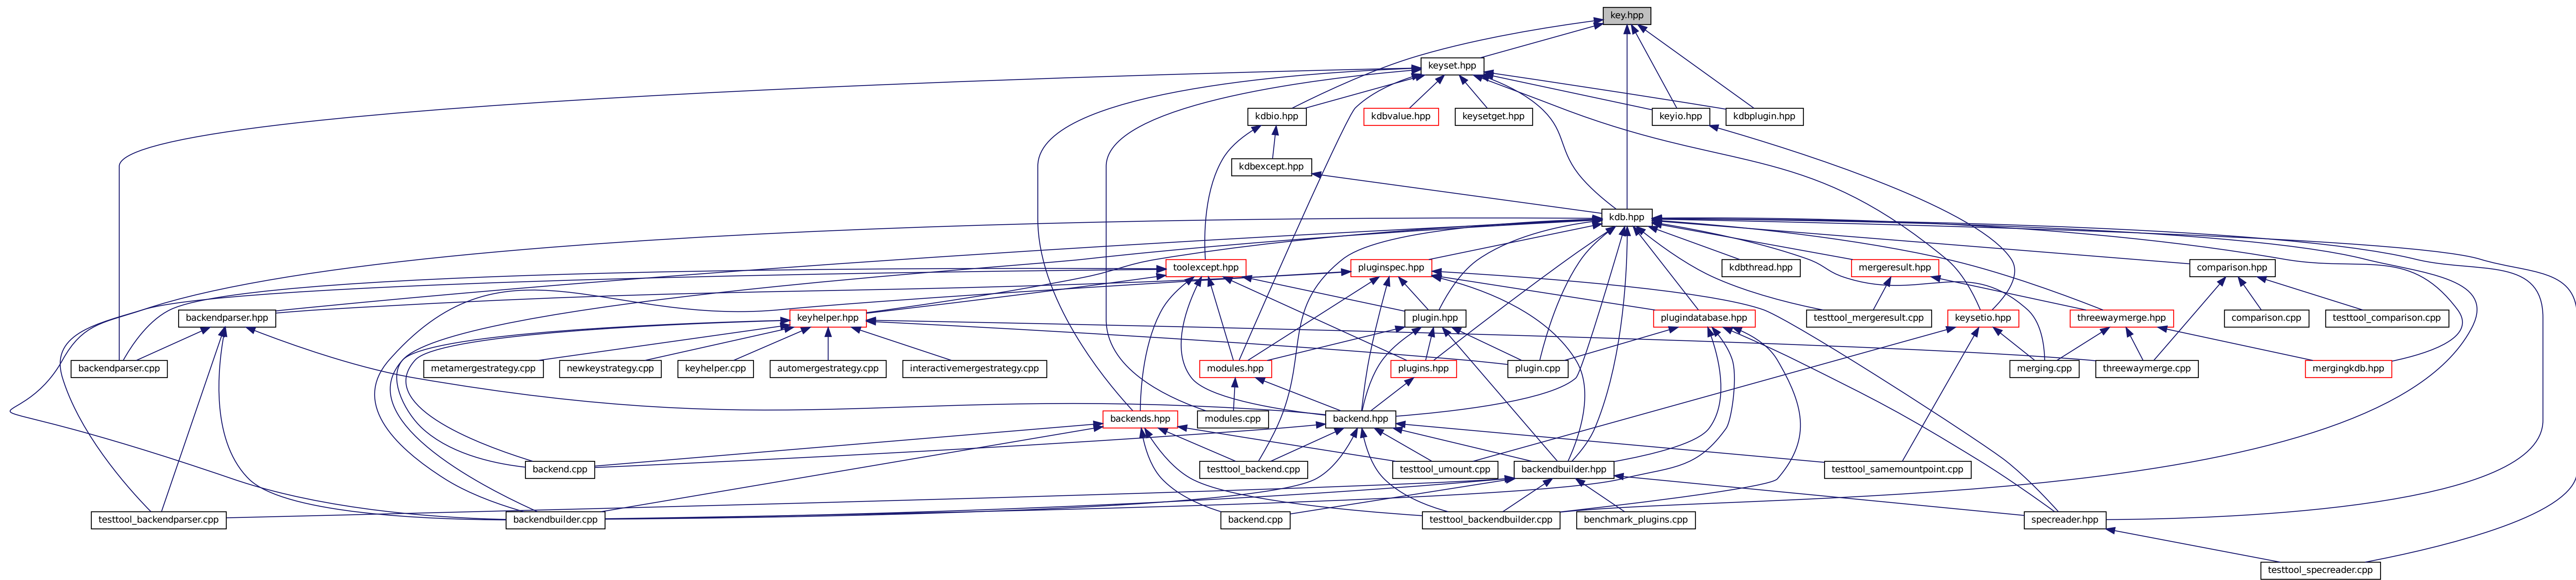 key.hpp
keyset.hpp
kdbio.hpp
kdbvalue.hpp
keysetget.hpp
keyio.hpp
kdbplugin.hpp
kdbexcept.hpp
kdb.hpp
toolexcept.hpp
pluginspec.hpp
kdbthread.hpp
mergeresult.hpp
comparison.hpp
backendparser.hpp
keyhelper.hpp
plugin.hpp
plugindatabase.hpp
testtool_mergeresult.cpp
keysetio.hpp
threewaymerge.hpp
comparison.cpp
testtool_comparison.cpp
backendparser.cpp
metamergestrategy.cpp
newkeystrategy.cpp
keyhelper.cpp
automergestrategy.cpp
interactivemergestrategy.cpp
modules.hpp
plugins.hpp
plugin.cpp
merging.cpp
threewaymerge.cpp
mergingkdb.hpp
backends.hpp
modules.cpp
backend.hpp
backend.cpp
testtool_backend.cpp
testtool_umount.cpp
backendbuilder.hpp
testtool_samemountpoint.cpp
testtool_backendparser.cpp
backendbuilder.cpp
backend.cpp
testtool_backendbuilder.cpp
benchmark_plugins.cpp
specreader.hpp
testtool_specreader.cpp